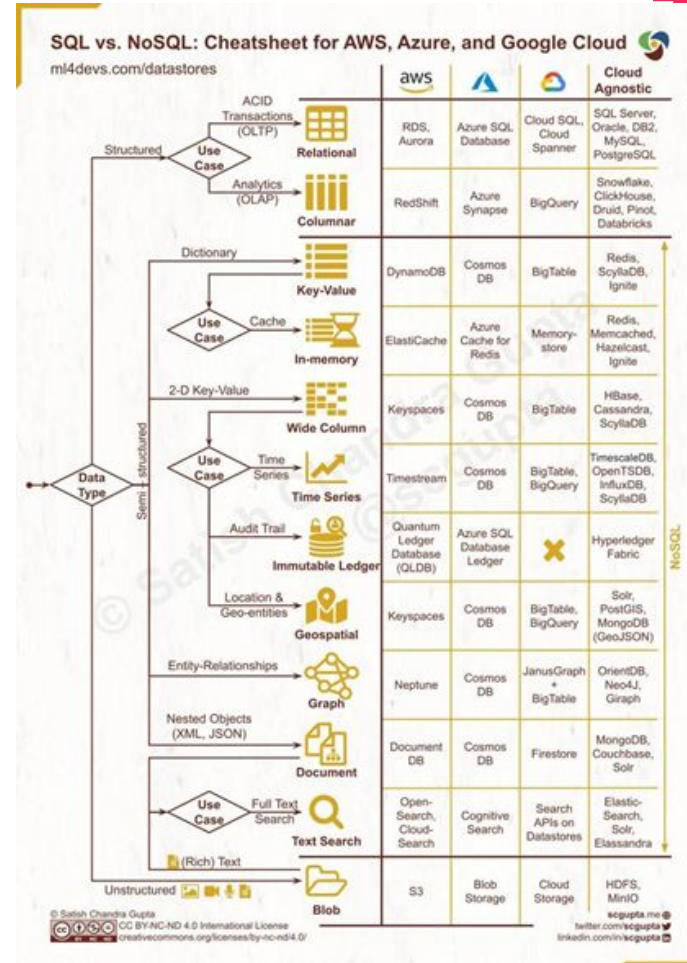 SQL vs. NoSQL: Cheatsheet for AWS, Azure, and Google Cloud
ml4devs.com/datastores
aws
Cloud
Agnostic
Structured
Use
Case
ACID
Transactions
(OLTP)
Relational
RDS,
Aurora
Azure SQL
Database
Cloud SQL,
Cloud
Spanner
SQL Server,
Oracle, DB2,
MySQL,
PostgreSQL
Analytics
(OLAP)
Columnar
RedShift
Azure
Synapse
BigQuery
Snowflake,
ClickHouse,
Druid, Pinot,
Databricks
Dictionary
Key-Value
DynamoDB
Cosmos
DB
BigTable
Redis,
ScyllaDB,
Ignite
Use
Case
Cache
In-memory
ElastiCache
Azure
Cache for
Redis
Memory-
store
Redis,
Memcached,
Hazelcast,
Ignite
2-D Key-Value
Wide Column
Keyspaces
Cosmos
DB
BigTable
HBase,
Cassandra,
ScyllaDB
Data
Type
Semi - structured
Use
Case
Time
Series
Time Series
Timestream
Cosmos
DB
BigTable,
BigQuery
TimescaleDB,
OpenTSDB,
InfluxDB,
ScyllaDB
Audit Trail
Immutable Ledger
Quantum
Ledger
Database
(QLDB)
Azure SQL
Database
Ledger
Hyperledger
Fabric
NoSQL
Location &
Geo-entities
Geospatial
Keyspaces
Cosmos
DB
BigTable,
BigQuery
Solr,
PostGIS,
MongoDB
(GeoJSON)
Entity-Relationships
Graph
Neptune
Cosmos
DB
JanusGraph
+
BigTable
OrientDB,
Neo4J,
Giraph
Nested Objects
(XML, JSON)
Document
Document
DB
Cosmos
DB
Firestore
MongoDB,
Couchbase,
Solr
Use
Case
Full Text
Search
Text Search
Open-
Search,
Cloud-
Search
Cognitive
Search
Search
APIs on
Datastores
Elastic-
Search,
Solr,
Elassandra
(Rich) Text
Unstructured
Blob
S3
Blob
Storage
Cloud
Storage
HDFS,
MinIO
© Satish Chandra Gupta
@scgupta
© Satish Chandra Gupta
cc BY NC ND
CC BY-NC-ND 4.0 International License
creativecommons.org/licenses/by-nc-nd/4.0/
scgupta.me
twitter.com/scgupta
linkedin.com/in/scgupta